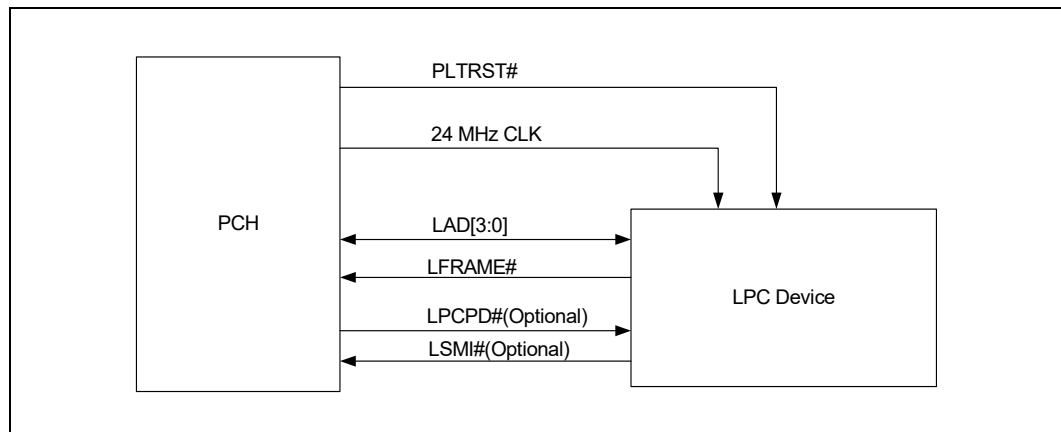 PLTRST#
24 MHz CLK
PCH
LAD[3:0]
LFRAME#
LPC Device
LPCPD#(Optional)
LSMI#(Optional)